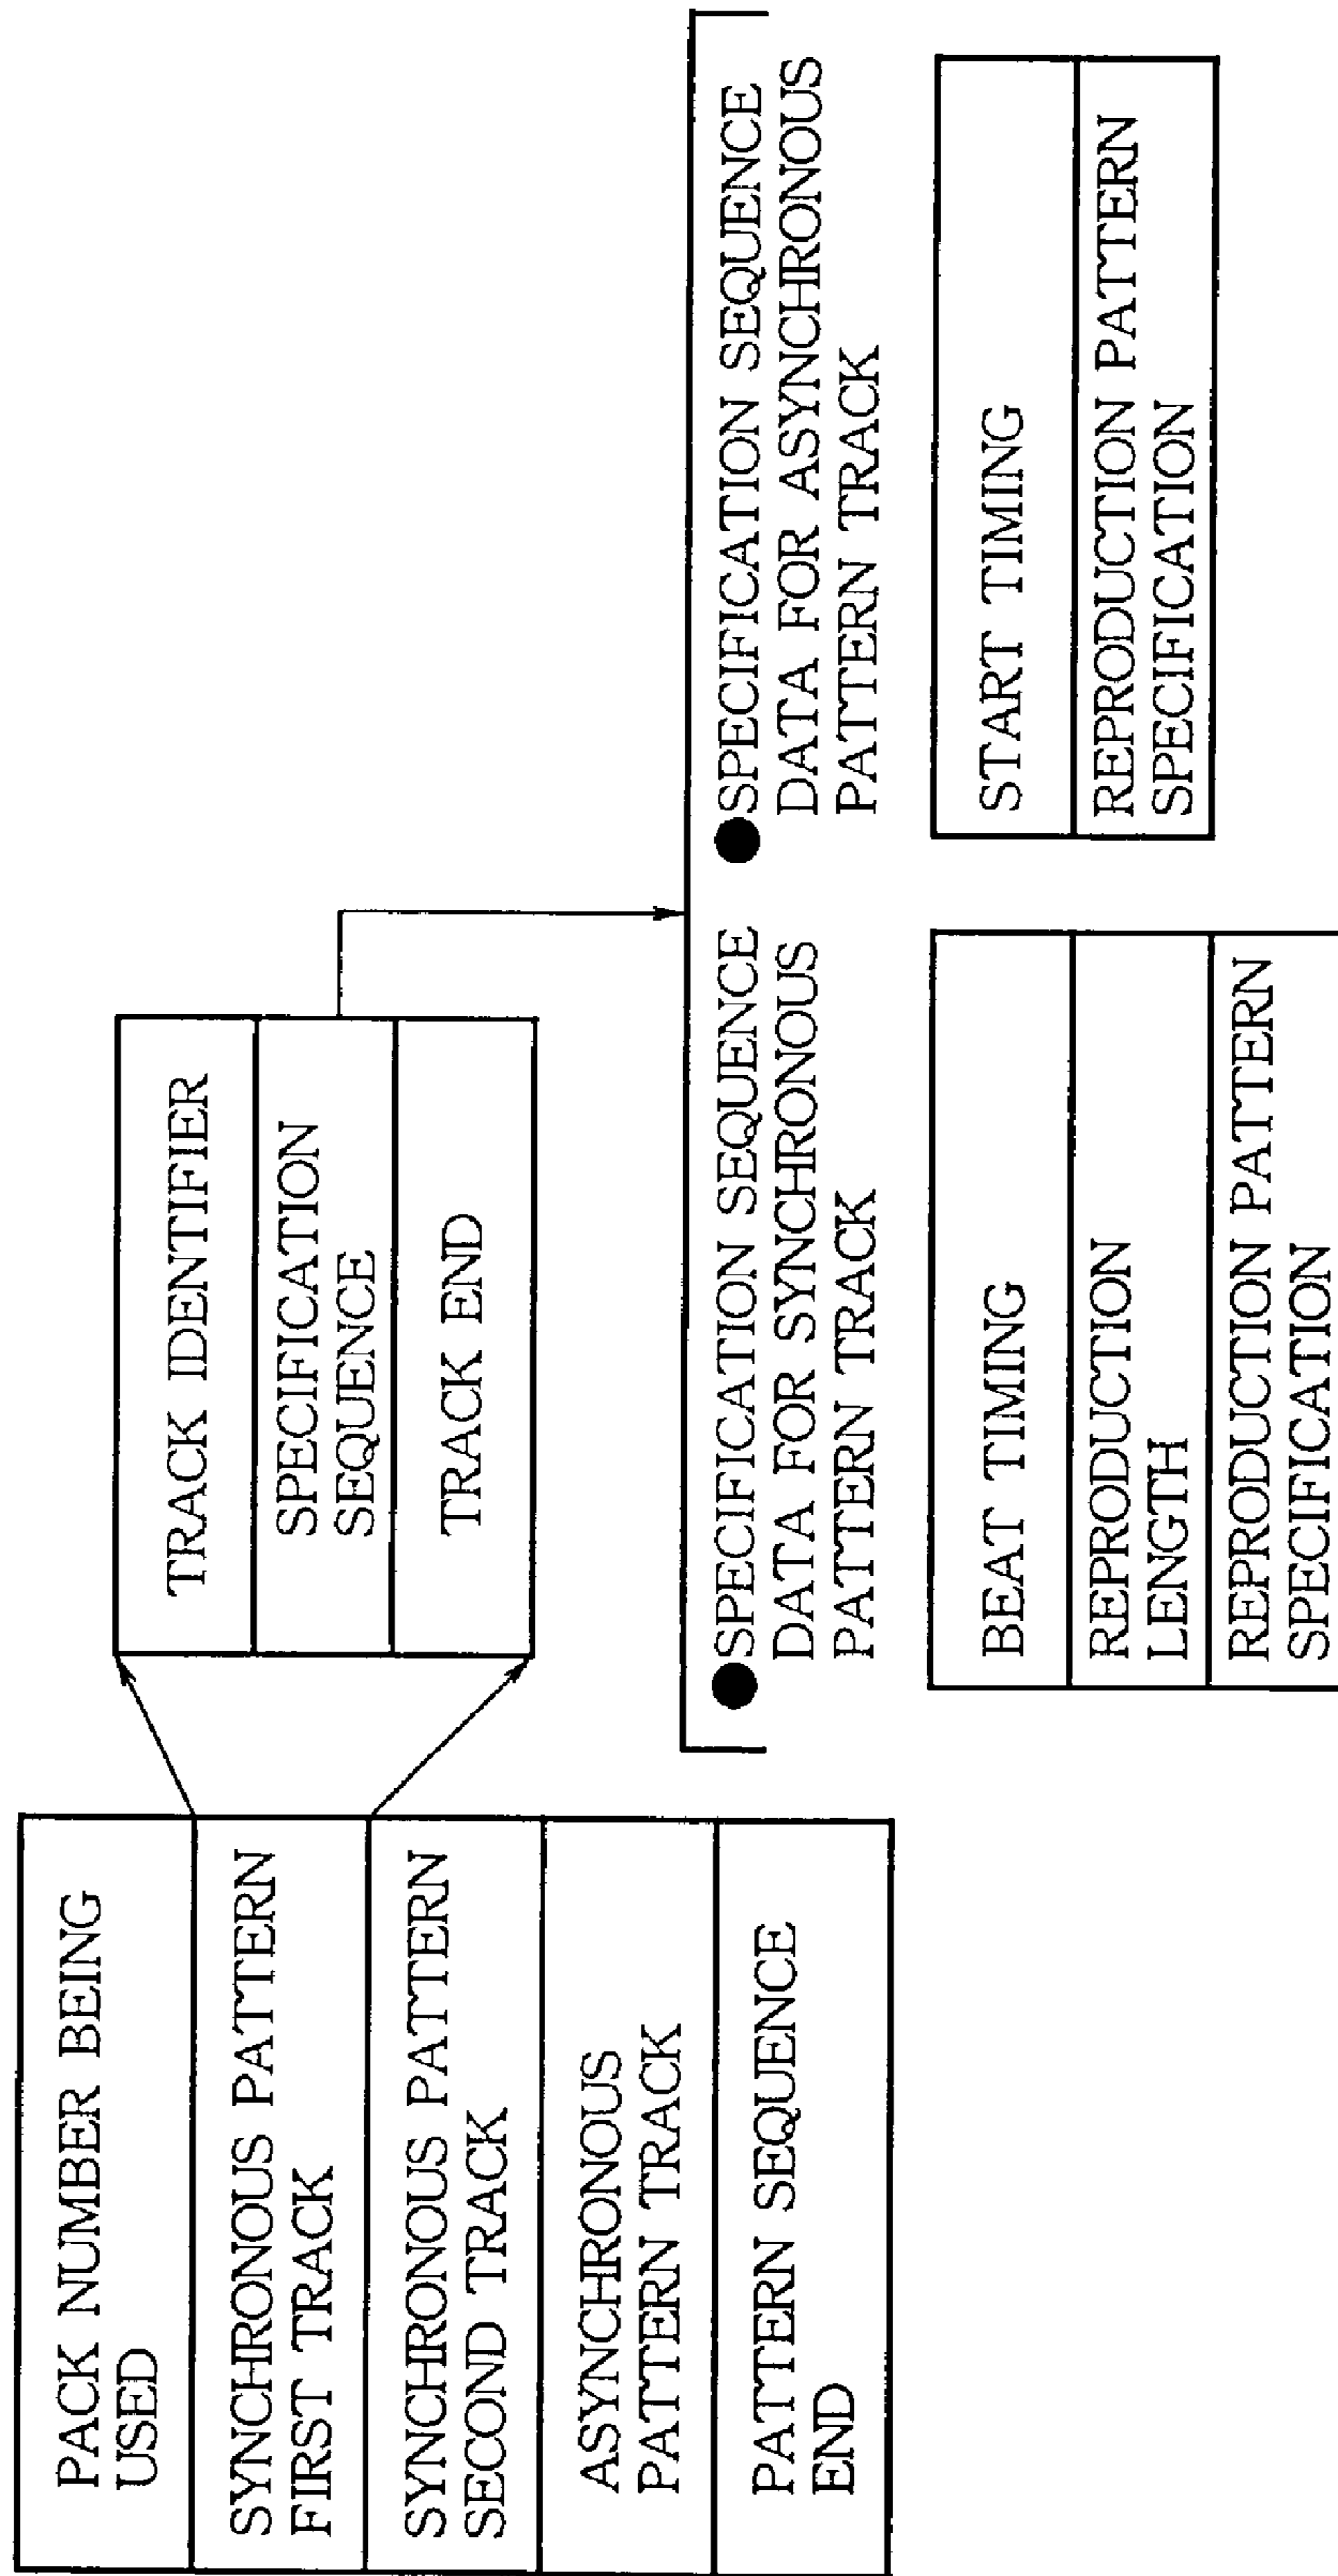 PACK NUMBER BEING
USED
SYNCHRONOUS PATTERN
FIRST TRACK
SYNCHRONOUS PATTERN
SECOND TRACK
ASYNCHRONOUS
PATTERN TRACK
PATTERN SEQUENCE
END
TRACK IDENTIFIER
SPECIFICATION
SEQUENCE
TRACK END
●SPECIFICATION SEQUENCE
DATA FOR SYNCHRONOUS
PATTERN TRACK
BEAT TIMING
REPRODUCTION
LENGTH
REPRODUCTION PATTERN
SPECIFICATION
●SPECIFICATION SEQUENCE
DATA FOR ASYNCHRONOUS
PATTERN TRACK
START TIMING
REPRODUCTION PATTERN
SPECIFICATION